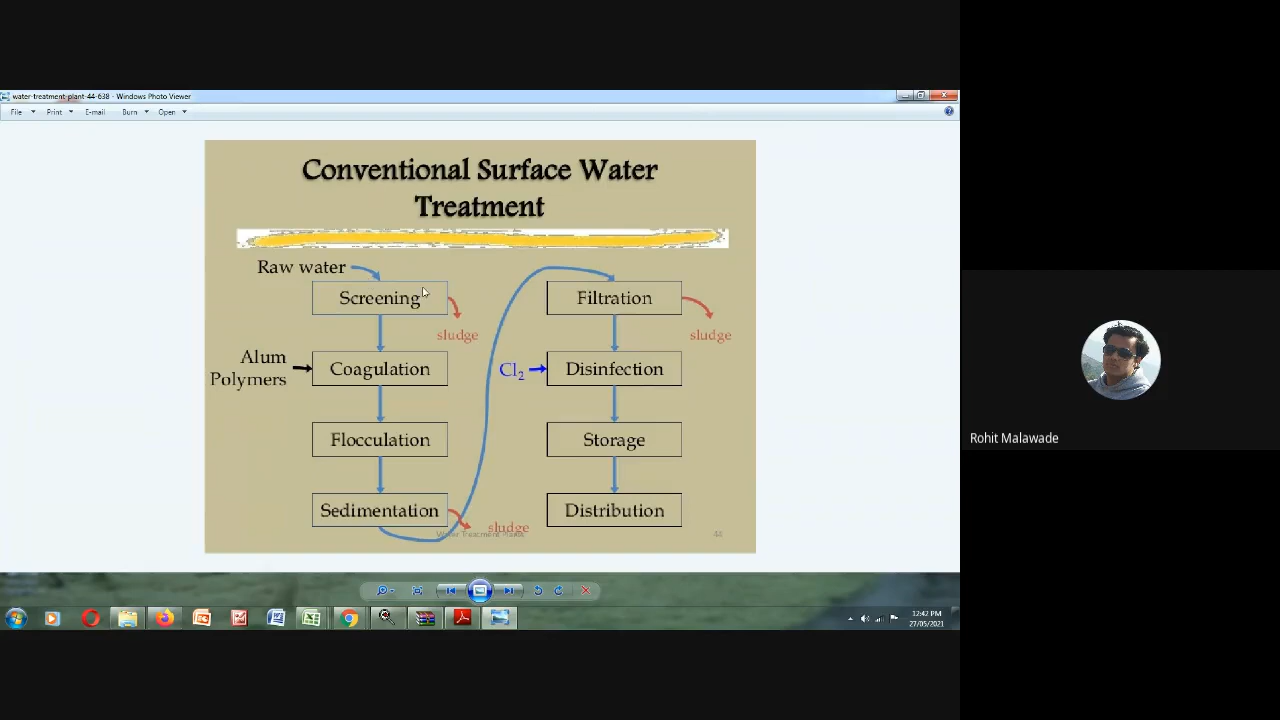 water-treatment-plant-44-638 - Windows Photo Viewer
File Print E-mail Burn Open
Conventional Surface Water
Treatment
Raw water
Screening
sludge
Alum
Polymers
Coagulation
Flocculation
Sedimentation
sludge
Filtration
sludge
Cl₂
Disinfection
Storage
Distribution
Water Treatment Plants
44
12:42 PM
27/05/2021
Rohit Malawade